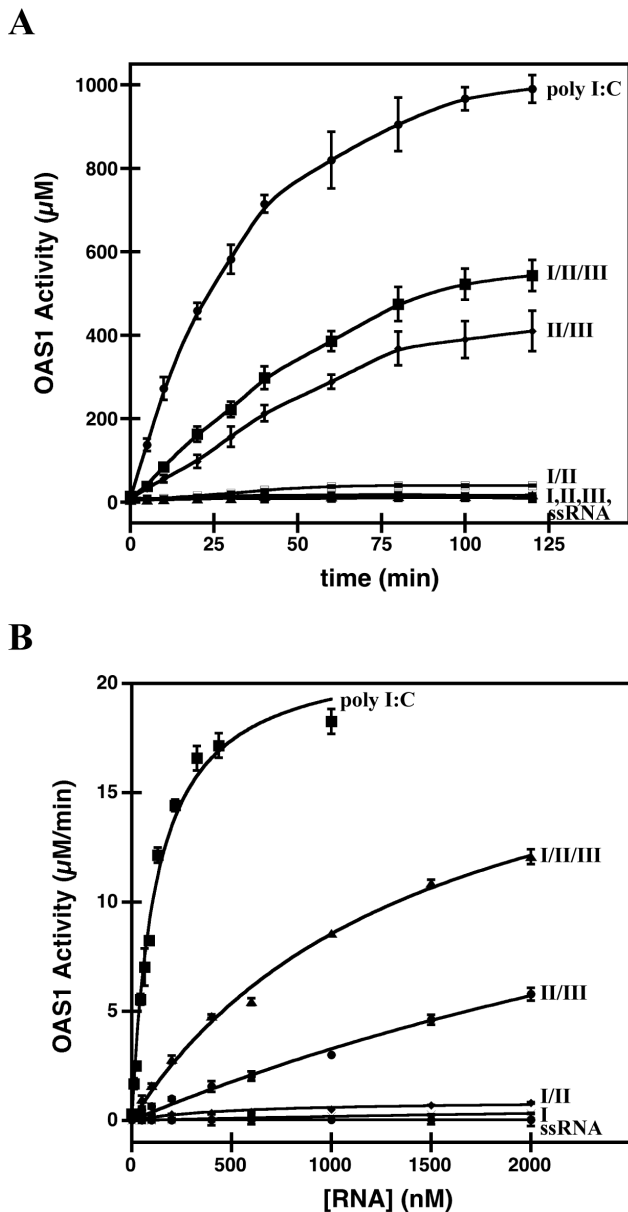 A
1000
800
600
400
200
0
OAS1 Activity (µM)
poly I:C
I/II/III
II/III
I/II
I,II,III,
ssRNA
0 25 50 75 100 125
time (min)
B
20
15
10
5
0
OAS1 Activity (µM/min)
poly I:C
I/II/III
II/III
I/II
I
ssRNA
0 500 1000 1500 2000
[RNA] (nM)